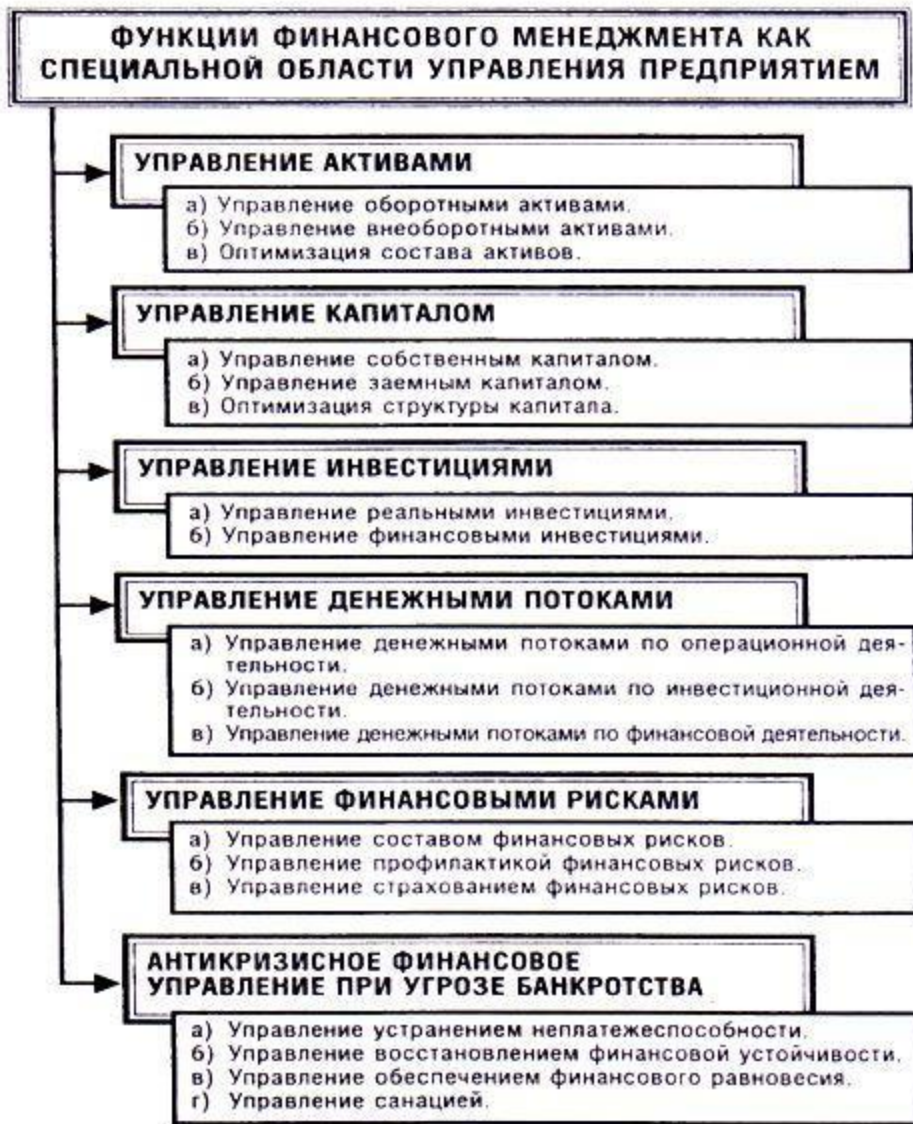 ФУНКЦИИ ФИНАНСОВОГО МЕНЕДЖМЕНТА КАК
СПЕЦИАЛЬНОЙ ОБЛАСТИ УПРАВЛЕНИЯ ПРЕДПРИЯТИЕМ
УПРАВЛЕНИЕ АКТИВАМИ
а) Управление оборотными активами.
б) Управление внеоборотными активами.
в) Оптимизация состава активов.
УПРАВЛЕНИЕ КАПИТАЛОМ
а) Управление собственным капиталом.
б) Управление заемным капиталом.
в) Оптимизация структуры капитала.
УПРАВЛЕНИЕ ИНВЕСТИЦИЯМИ
а) Управление реальными инвестициями.
б) Управление финансовыми инвестициями.
УПРАВЛЕНИЕ ДЕНЕЖНЫМИ ПОТОКАМИ
а) Управление денежными потоками по операционной дея-
тельности.
б) Управление денежными потоками по инвестиционной дея-
тельности.
в) Управление денежными потоками по финансовой деятельности.
УПРАВЛЕНИЕ ФИНАНСОВЫМИ РИСКАМИ
а) Управление составом финансовых рисков.
б) Управление профилактикой финансовых рисков.
в) Управление страхованием финансовых рисков.
АНТИКРИЗИСНОЕ ФИНАНСОВОЕ
УПРАВЛЕНИЕ ПРИ УГРОЗЕ БАНКРОТСТВА
а) Управление устранением неплатежеспособности.
б) Управление восстановлением финансовой устойчивости.
в) Управление обеспечением финансового равновесия.
г) Управление санацией.